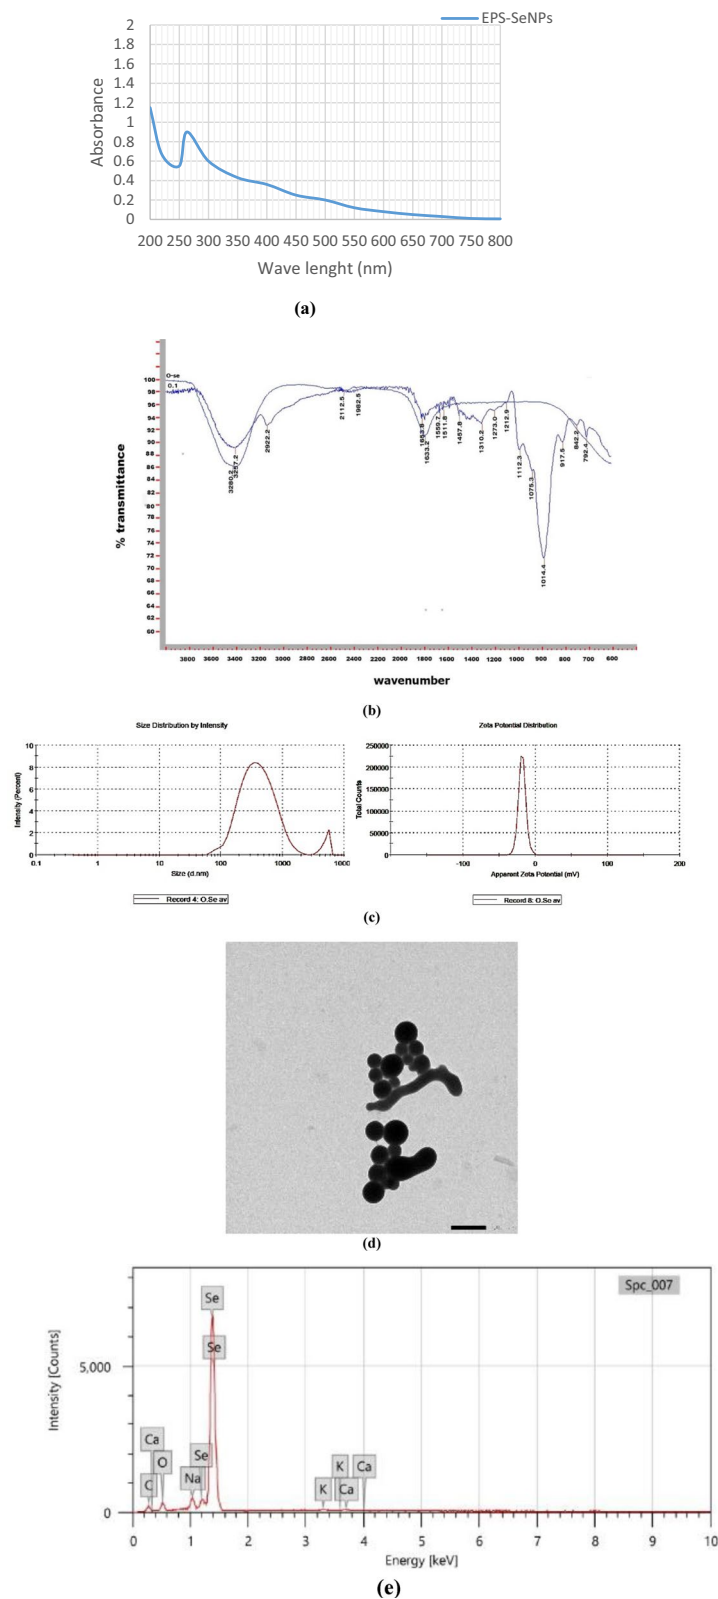 EPS-SeNPs
2
1.8
1.6
1.4
1.2
1
0.8
0.6
0.4
0.2
0
Absorbance
200 250 300 350 400 450 500 550 600 650 700 750 800
Wave lenght (nm)
(a)
O-se
0.1
100
98
96
94
92
90
88
86
84
82
80
78
76
74
72
70
68
66
64
62
60
% transmittance
3280.2
3257.2
2922.2
2112.5
1982.5
1633.2
1559.7
1511.8
1457.8
1310.2
1273.0
1212.9
1112.3
1075.3
1014.4
917.5
842.2
792.4
3800 3600 3400 3200 3000 2800 2600 2400 2200 2000 1800 1600 1400 1200 1000 900 800 700 600
wavenumber
(b)
Size Distribution by Intensity
Intensity (Percent)
10
8
6
4
2
0
0.1 1 10 100 1000 1000
Size (d.nm)
Record 4: O.Se av
Zeta Potential Distribution
Total Counts
250000
200000
150000
100000
50000
0
-100 0 100 200
Apparent Zeta Potential (mV)
Record 8: O.Se av
(c)
(d)
Spc_007
Intensity [Counts]
5,000
0
Se
Se
Ca
O
C
Na
Se
K
K
Ca
Ca
0 1 2 3 4 5 6 7 8 9 10
Energy [keV]
(e)